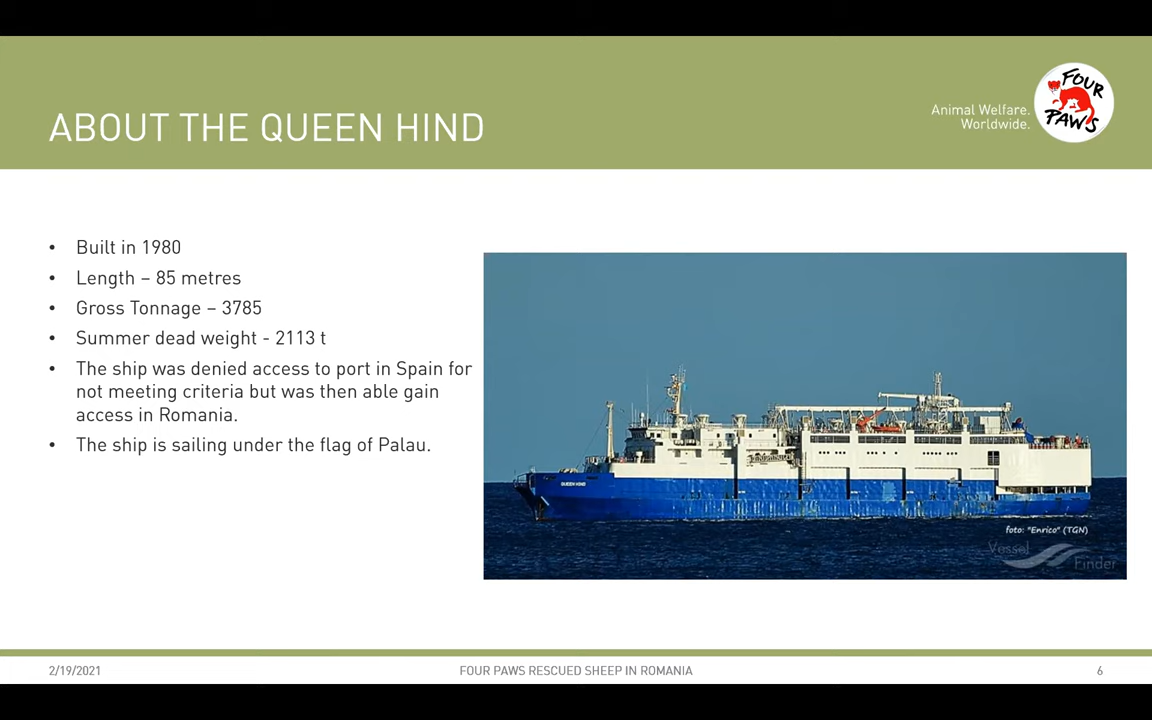 ABOUT THE QUEEN HIND
Animal Welfare.
Worldwide.
FOUR
PAWS
• Built in 1980
• Length – 85 metres
• Gross Tonnage – 3785
• Summer dead weight - 2113 t
• The ship was denied access to port in Spain for
not meeting criteria but was then able gain
access in Romania.
• The ship is sailing under the flag of Palau.
QUEEN HIND
foto: "Enrico" (TGN)
Vessel
Finder
2/19/2021
FOUR PAWS RESCUED SHEEP IN ROMANIA
6